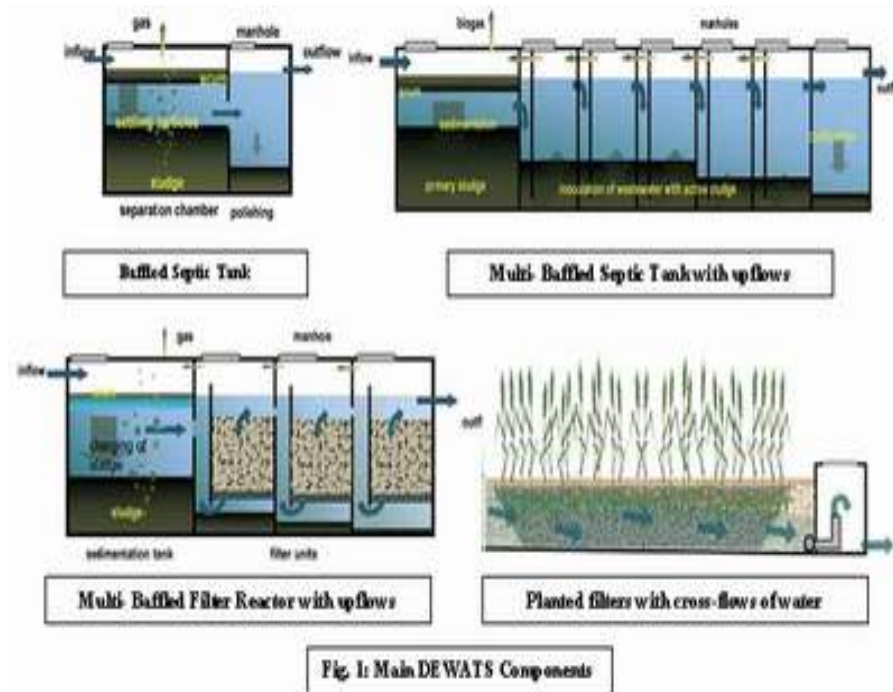 gas
manhole
inflow
outflow
scum
settling particles
sludge
separation chamber polishing
Baffled Septic Tank
biogas
manholes
inflow
outfl
scum
sedimentation
primary sludge
inoculation of wastewater with active sludge
Multi- Baffled Septic Tank with upflows
gas
manhole
inflow
outfl
sludge
sedimentation tank
filter units
Multi- Baffled Filter Reactor with upflows
Planted filters with cross-flows of water
Fig. 1: Main DEWATS Components